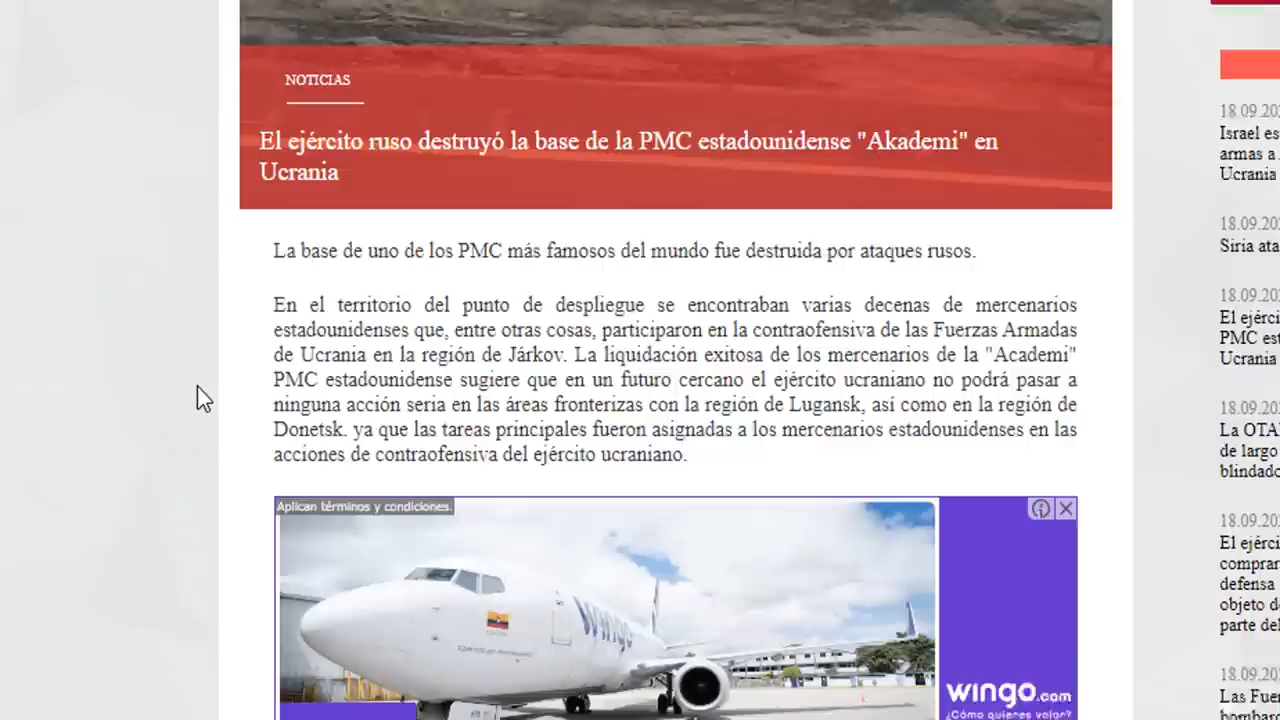 NOTICIAS
El ejército ruso destruyó la base de la PMC estadounidense "Akademi" en
Ucrania
La base de uno de los PMC más famosos del mundo fue destruida por ataques rusos.
En el territorio del punto de despliegue se encontraban varias decenas de mercenarios
estadounidenses que, entre otras cosas, participaron en la contraofensiva de las Fuerzas Armadas
de Ucrania en la región de Járkov. La liquidación exitosa de los mercenarios de la "Academi"
PMC estadounidense sugiere que en un futuro cercano el ejército ucraniano no podrá pasar a
ninguna acción seria en las áreas fronterizas con la región de Lugansk, así como en la región de
Donetsk. ya que las tareas principales fueron asignadas a los mercenarios estadounidenses en las
acciones de contraofensiva del ejército ucraniano.
Aplican términos y condiciones.
wingo
wingo.com
¿Cómo quieres volar?
18.09.20
Israel es
armas a
Ucrania
18.09.20
Siria ata
18.09.20
El ejérci
PMC est
Ucrania
18.09.20
La OTA
de largo
blindado
18.09.20
El ejérci
comprar
defensa
objeto d
parte del
18.09.20
Las Fue
bombard